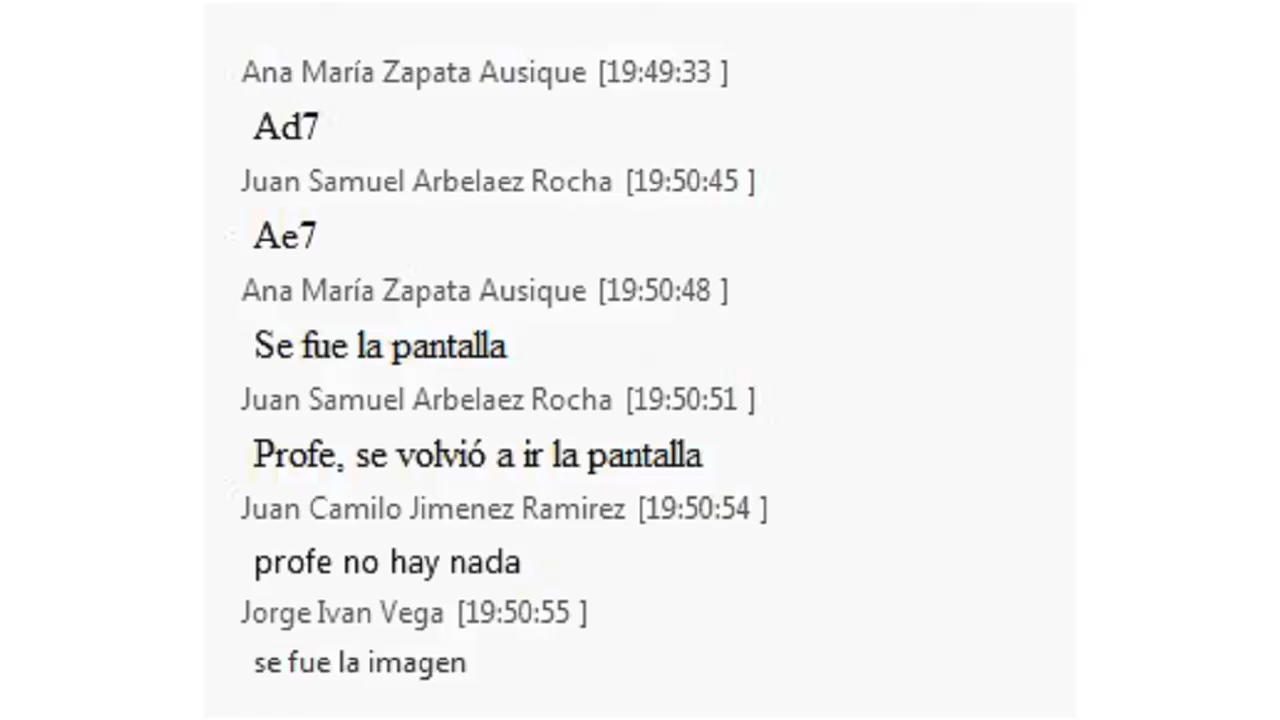 Ana María Zapata Ausique [19:49:33 ]
Ad7
Juan Samuel Arbelaez Rocha [19:50:45 ]
Ae7
Ana María Zapata Ausique [19:50:48 ]
Se fue la pantalla
Juan Samuel Arbelaez Rocha [19:50:51 ]
Profe, se volvió a ir la pantalla
Juan Camilo Jimenez Ramirez [19:50:54 ]
profe no hay nada
Jorge Ivan Vega [19:50:55 ]
se fue la imagen